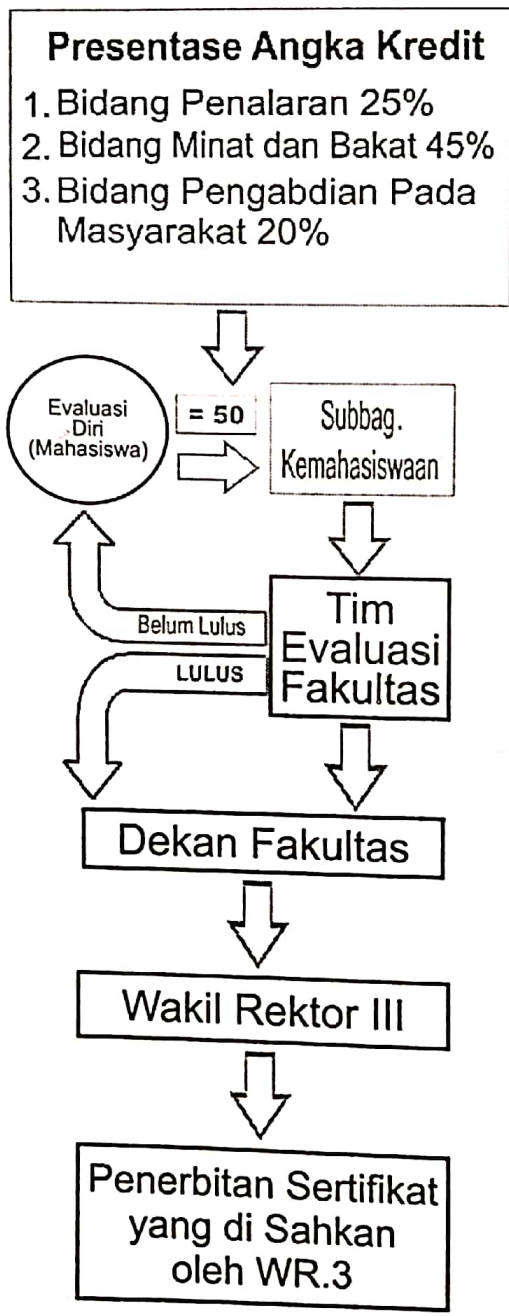 Presentase Angka Kredit
1. Bidang Penalaran 25%
2. Bidang Minat dan Bakat 45%
3. Bidang Pengabdian Pada
Masyarakat 20%
Evaluasi
Diri
(Mahasiswa)
= 50
Subbag.
Kemahasiswaan
Tim
Evaluasi
Fakultas
Belum Lulus
LULUS
Dekan Fakultas
Wakil Rektor III
Penerbitan Sertifikat
yang di Sahkan
oleh WR.3